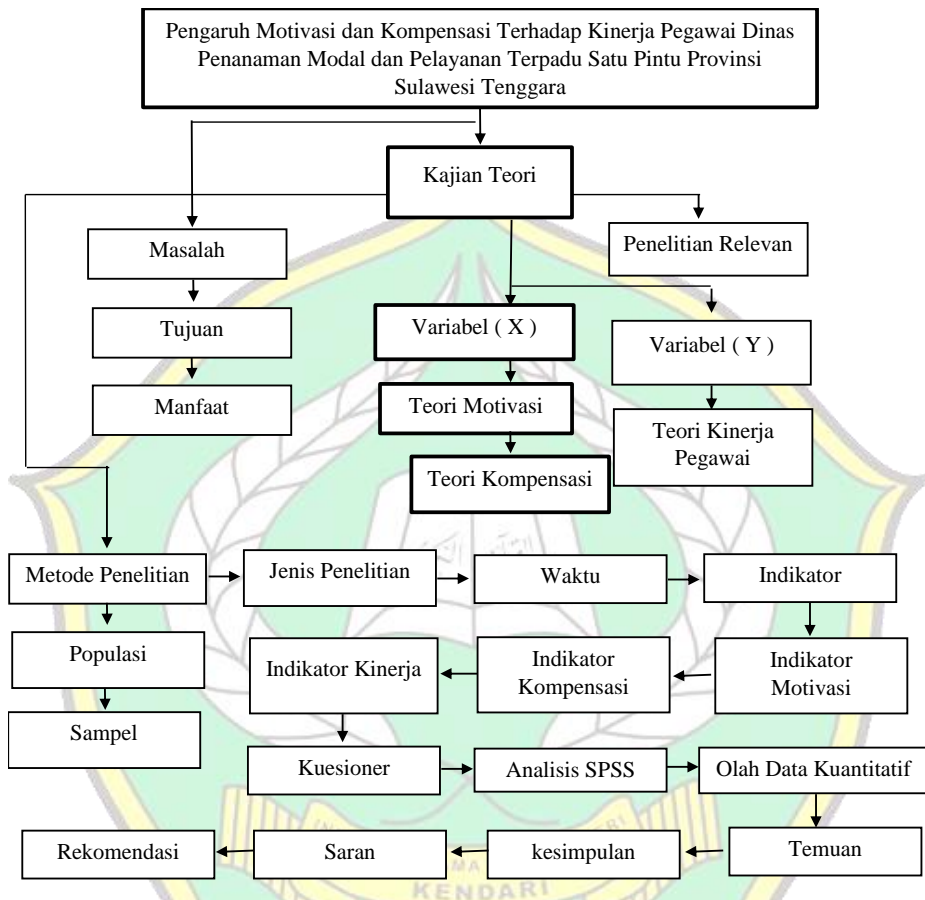 Pengaruh Motivasi dan Kompensasi Terhadap Kinerja Pegawai Dinas
Penanaman Modal dan Pelayanan Terpadu Satu Pintu Provinsi
Sulawesi Tenggara
Kajian Teori
Masalah
Penelitian Relevan
Tujuan
Variabel ( X )
Variabel ( Y )
Manfaat
Teori Motivasi
Teori Kinerja
Pegawai
Teori Kompensasi
Metode Penelitian
Jenis Penelitian
Waktu
Indikator
Populasi
Indikator Kinerja
Indikator
Kompensasi
Indikator
Motivasi
Sampel
Kuesioner
Analisis SPSS
Olah Data Kuantitatif
Rekomendasi
Saran
kesimpulan
Temuan
KENDARI